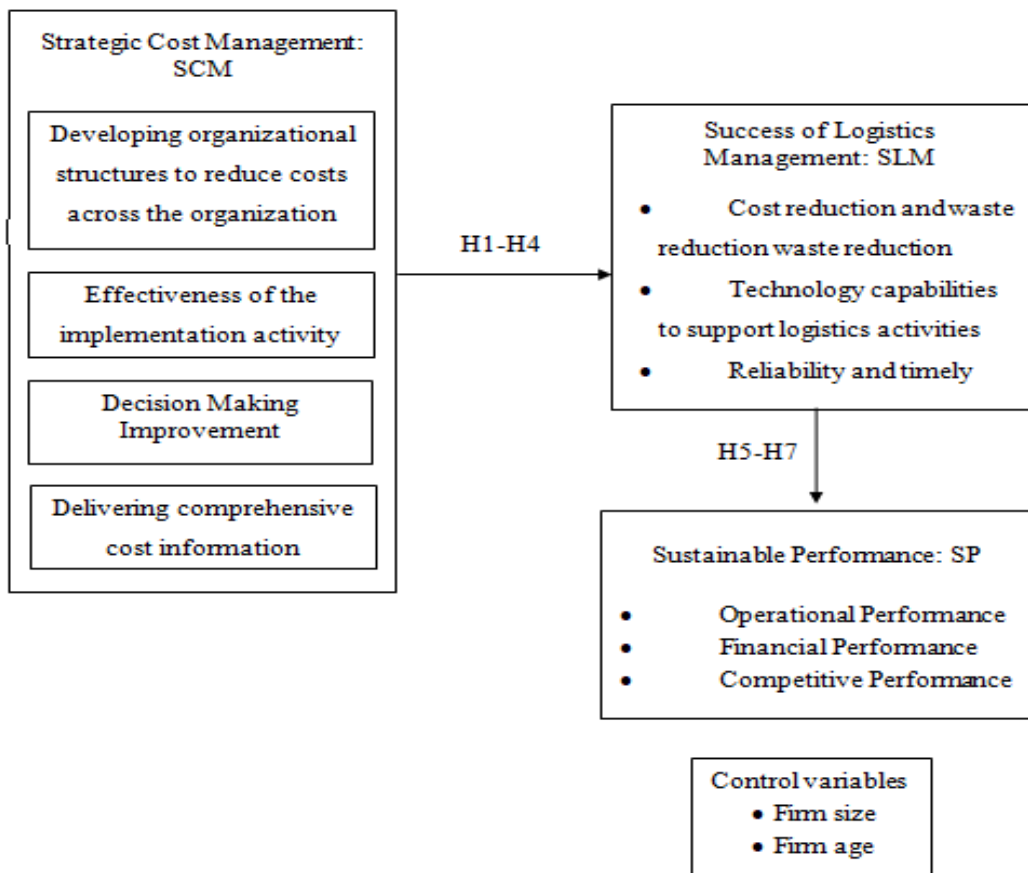 Strategic Cost Management:
SCM
Developing organizational
structures to reduce costs
across the organization
Effectiveness of the
implementation activity
Decision Making
Improvement
Delivering comprehensive
cost information
H1-H4
Success of Logistics
Management: SLM
• Cost reduction and waste
reduction waste reduction
• Technology capabilities
to support logistics activities
• Reliability and timely
H5-H7
Sustainable Performance: SP
• Operational Performance
• Financial Performance
• Competitive Performance
Control variables
• Firm size
• Firm age